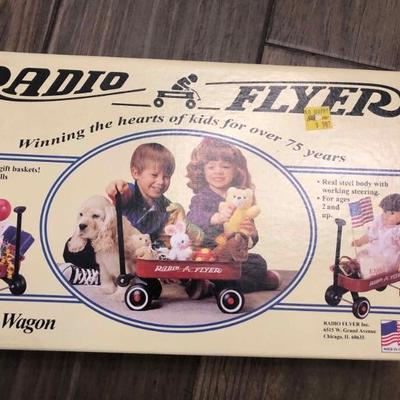 RADIO FLYER
Winning the hearts of kids for over 75 years
gift baskets!
• Real steel body with
working steering.
• For ages
2 and
up.
RADIO FLYER
Wagon
RADIO FLYER Inc.
6515 W. Grand Avenue
Chicago, IL 60635